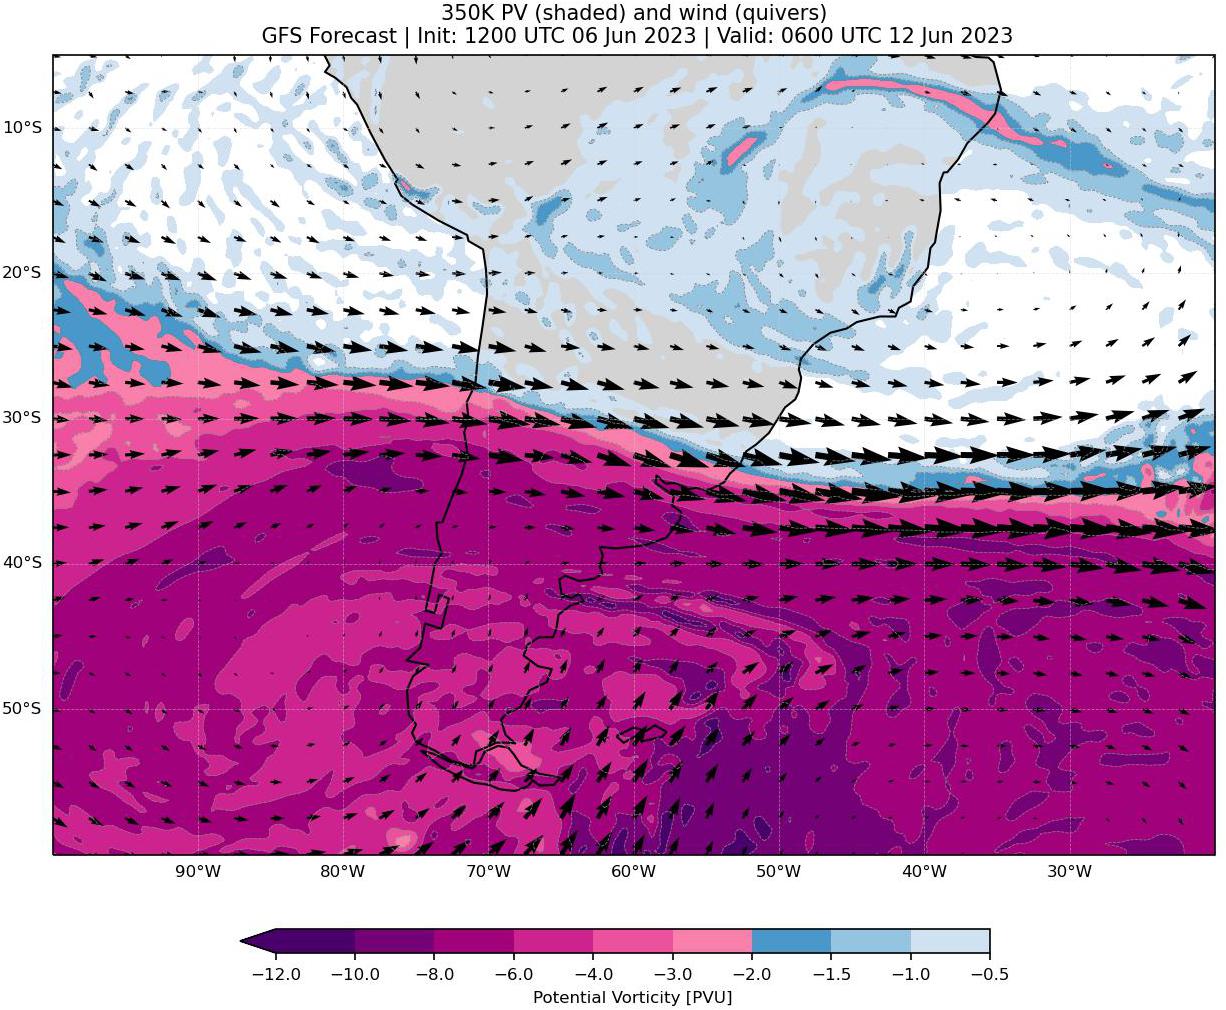 350K PV (shaded) and wind (quivers)
GFS Forecast | Init: 1200 UTC 06 Jun 2023 | Valid: 0600 UTC 12 Jun 2023
10°S
20°S
30°S
40°S
50°S
90°W 80°W 70°W 60°W 50°W 40°W 30°W
−12.0 −10.0 −8.0 −6.0 −4.0 −3.0 −2.0 −1.5 −1.0 −0.5
Potential Vorticity [PVU]